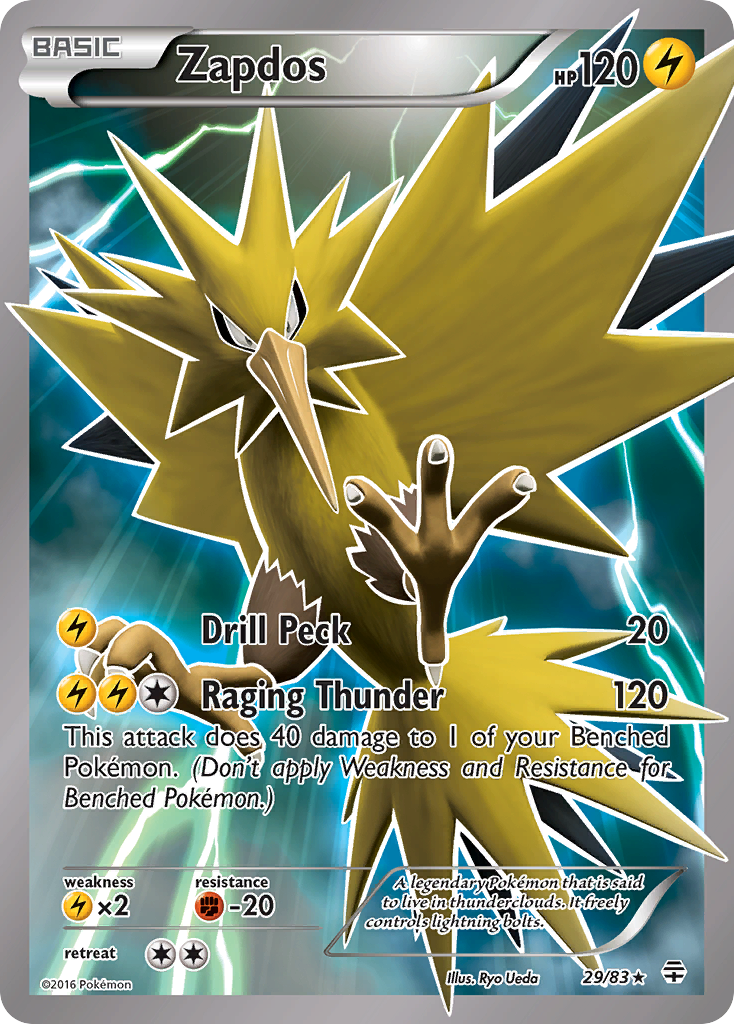 BASIC Zapdos HP120
Drill Peck 20
Raging Thunder 120
This attack does 40 damage to 1 of your Benched
Pokémon. (Don't apply Weakness and Resistance for
Benched Pokémon.)
weakness resistance
×2 -20
A legendary Pokémon that is said
to live in thunderclouds. It freely
controls lightning bolts.
retreat
©2016 Pokémon Illus. Ryo Ueda 29/83★